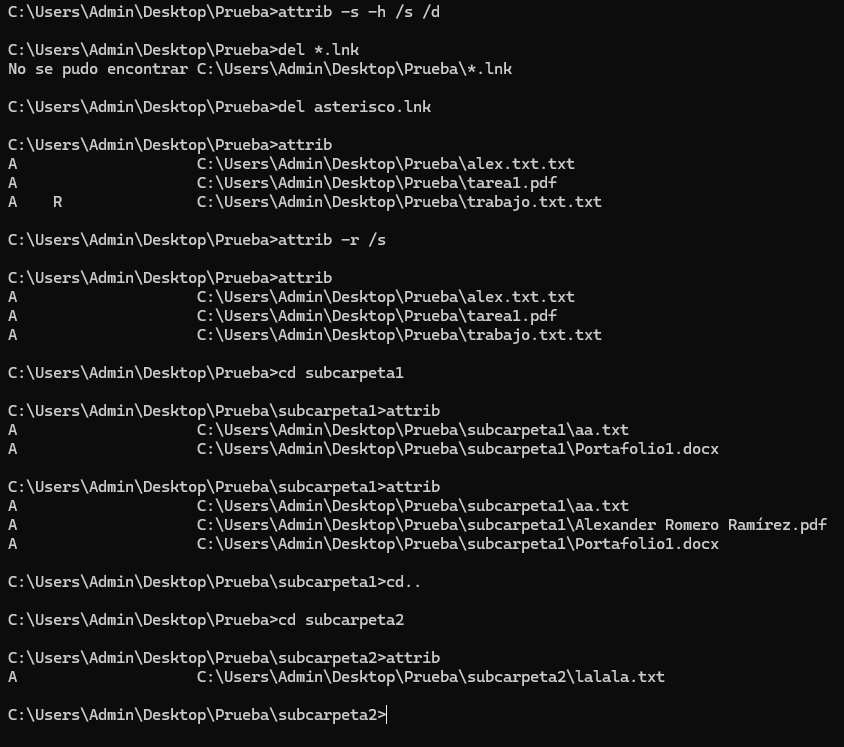 C:\Users\Admin\Desktop\Prueba>attrib -s -h /s /d
C:\Users\Admin\Desktop\Prueba>del *.lnk
No se pudo encontrar C:\Users\Admin\Desktop\Prueba\*.lnk
C:\Users\Admin\Desktop\Prueba>del asterisco.lnk
C:\Users\Admin\Desktop\Prueba>attrib
A                    C:\Users\Admin\Desktop\Prueba\alex.txt.txt
A                    C:\Users\Admin\Desktop\Prueba\tarea1.pdf
A    R               C:\Users\Admin\Desktop\Prueba\trabajo.txt.txt
C:\Users\Admin\Desktop\Prueba>attrib -r /s
C:\Users\Admin\Desktop\Prueba>attrib
A                    C:\Users\Admin\Desktop\Prueba\alex.txt.txt
A                    C:\Users\Admin\Desktop\Prueba\tarea1.pdf
A                    C:\Users\Admin\Desktop\Prueba\trabajo.txt.txt
C:\Users\Admin\Desktop\Prueba>cd subcarpeta1
C:\Users\Admin\Desktop\Prueba\subcarpeta1>attrib
A                    C:\Users\Admin\Desktop\Prueba\subcarpeta1\aa.txt
A                    C:\Users\Admin\Desktop\Prueba\subcarpeta1\Portafolio1.docx
C:\Users\Admin\Desktop\Prueba\subcarpeta1>attrib
A                    C:\Users\Admin\Desktop\Prueba\subcarpeta1\aa.txt
A                    C:\Users\Admin\Desktop\Prueba\subcarpeta1\Alexander Romero Ramírez.pdf
A                    C:\Users\Admin\Desktop\Prueba\subcarpeta1\Portafolio1.docx
C:\Users\Admin\Desktop\Prueba\subcarpeta1>cd..
C:\Users\Admin\Desktop\Prueba>cd subcarpeta2
C:\Users\Admin\Desktop\Prueba\subcarpeta2>attrib
A                    C:\Users\Admin\Desktop\Prueba\subcarpeta2\lalala.txt
C:\Users\Admin\Desktop\Prueba\subcarpeta2>